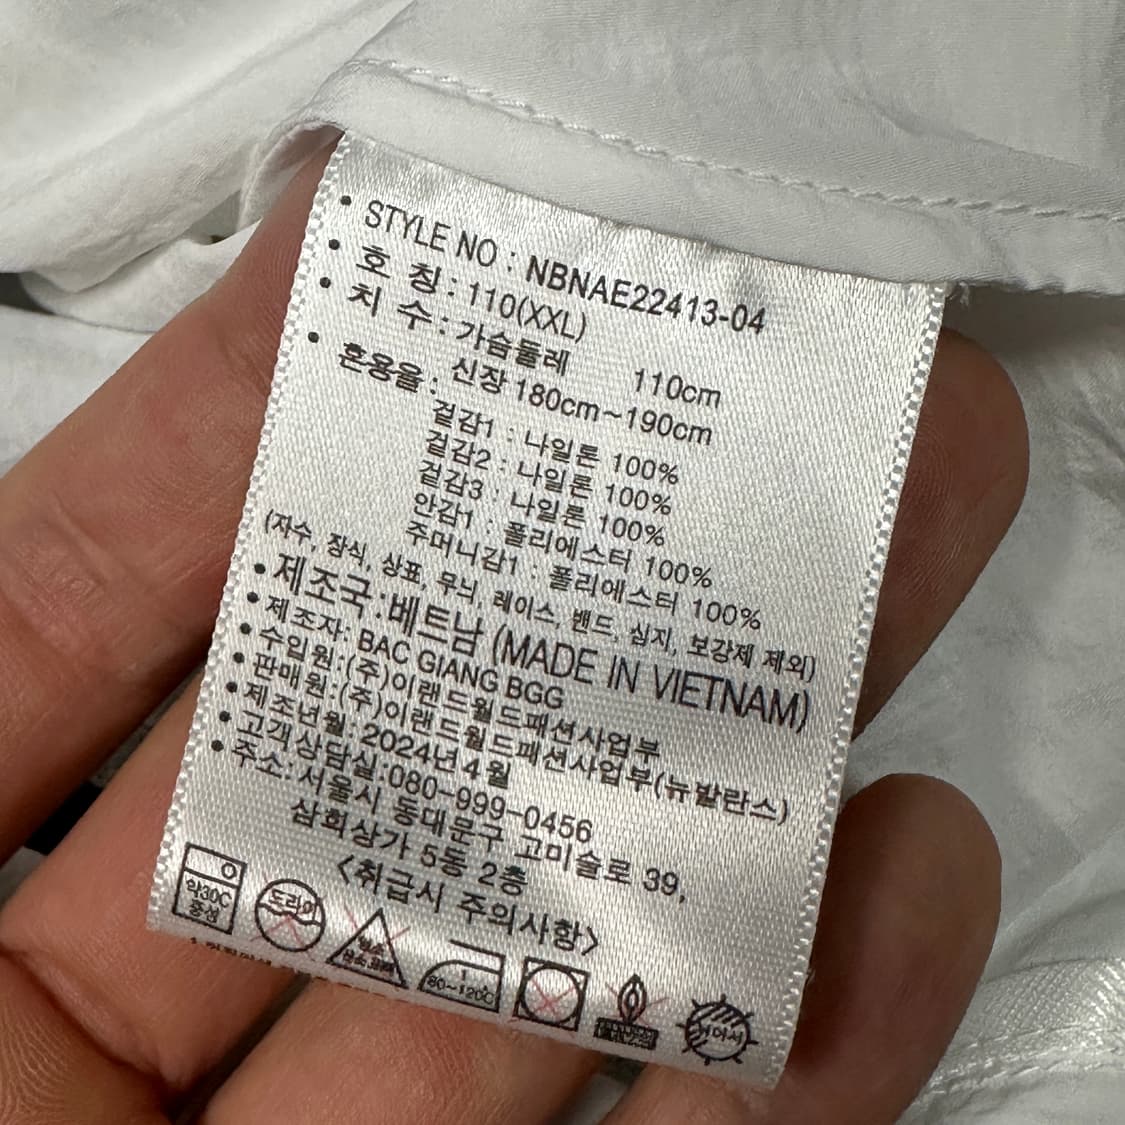 • STYLE NO : NBNAE22413-04
• 호 칭 : 110(XXL)
• 치 수 : 가슴둘레 110cm
신장 180cm~190cm
• 혼용율 :
겉감1 : 나일론 100%
겉감2 : 나일론 100%
겉감3 : 나일론 100%
안감1 : 폴리에스터 100%
주머니감1 : 폴리에스터 100%
(자수, 장식, 상표, 무늬, 레이스, 밴드, 심지, 보강제 제외)
• 제조국 : 베트남 (MADE IN VIETNAM)
• 제조자: BAC GIANG BGG
• 수입원:(주)이랜드월드패션사업부
• 판매원:(주)이랜드월드패션사업부(뉴발란스)
• 제조년월: 2024년 4월
• 고객상담실:080-999-0456
• 주소: 서울시 동대문구 고미술로 39,
삼희상가 5동 2층
<취급시 주의사항>
약30℃
중성
드라이
80~120℃
뉘어서